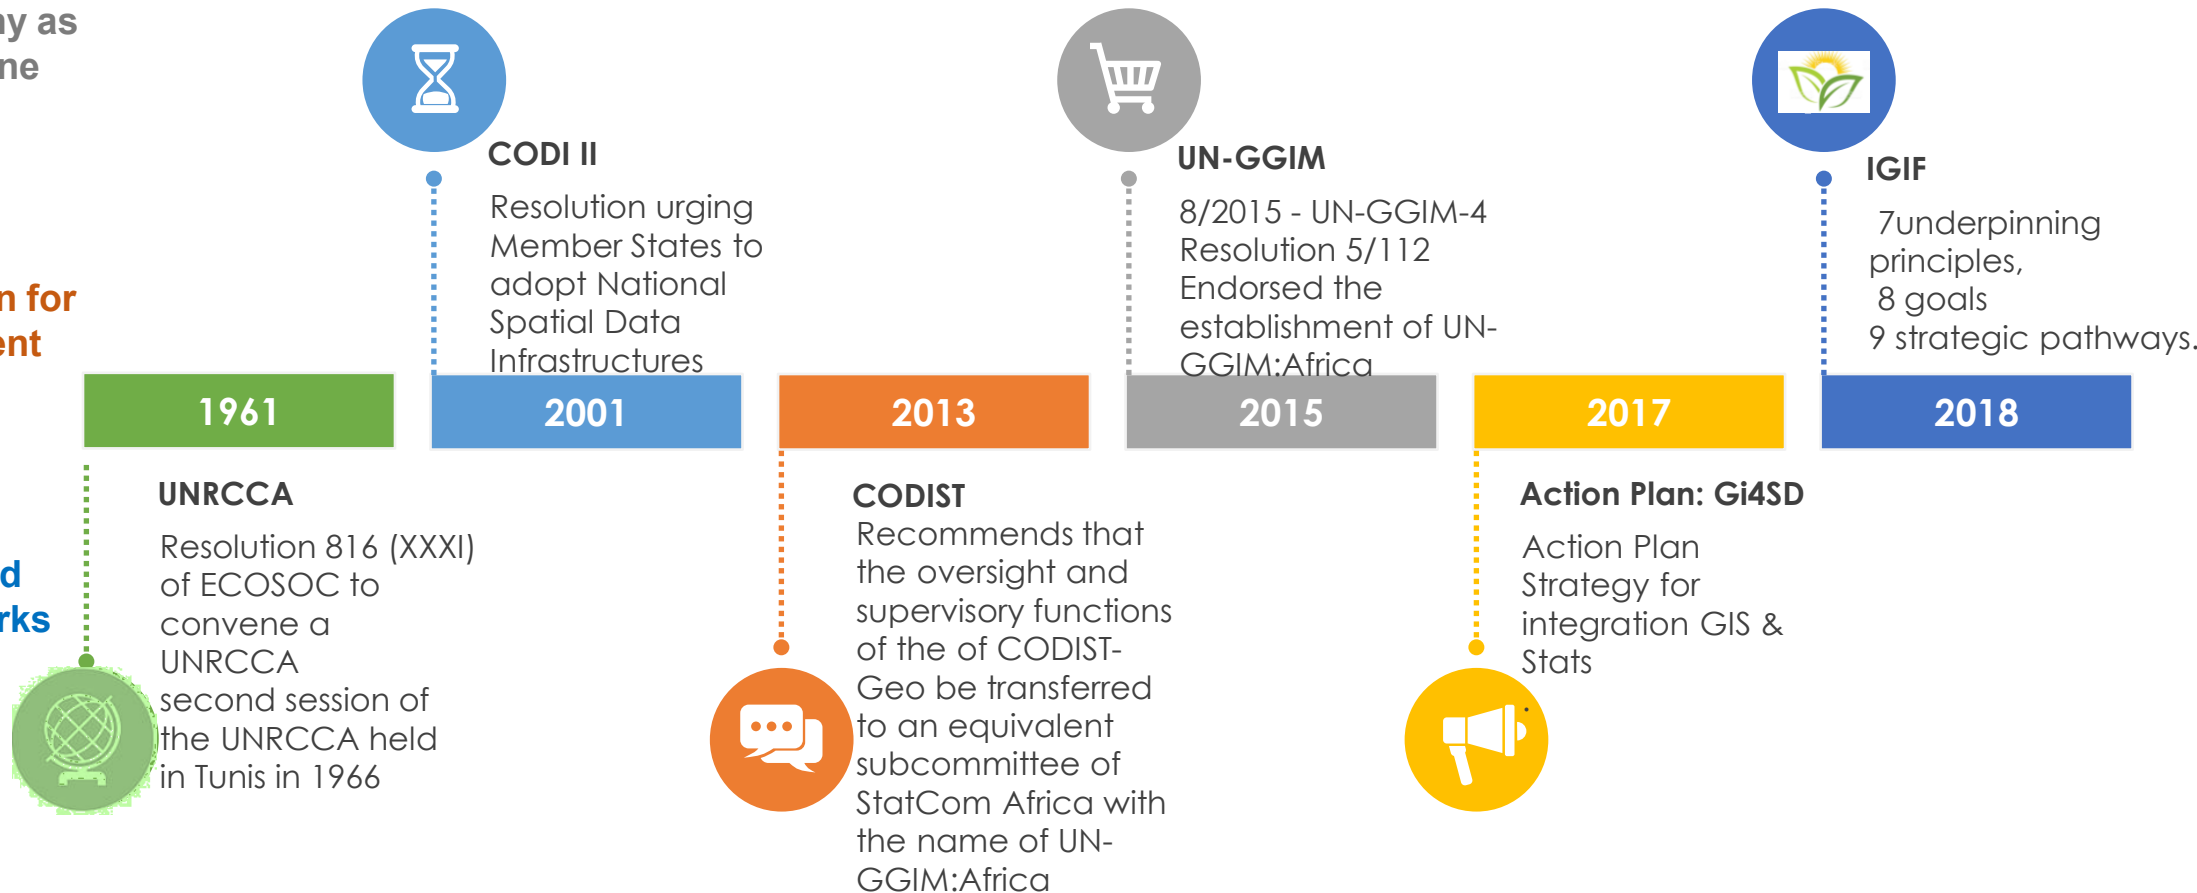 ny as
ne
n for
ent
d
rks
CODI II
Resolution urging
Member States to
adopt National
Spatial Data
Infrastructures
UN-GGIM
8/2015 - UN-GGIM-4
Resolution 5/112
Endorsed the
establishment of UN-
GGIM:Africa
IGIF
7underpinning
principles,
8 goals
9 strategic pathways.
1961
2001
2013
2015
2017
2018
UNRCCA
Resolution 816 (XXXI)
of ECOSOC to
convene a
UNRCCA
second session of
the UNRCCA held
in Tunis in 1966
CODIST
Recommends that
the oversight and
supervisory functions
of the of CODIST-
Geo be transferred
to an equivalent
subcommittee of
StatCom Africa with
the name of UN-
GGIM:Africa
Action Plan: Gi4SD
Action Plan
Strategy for
integration GIS &
Stats
.